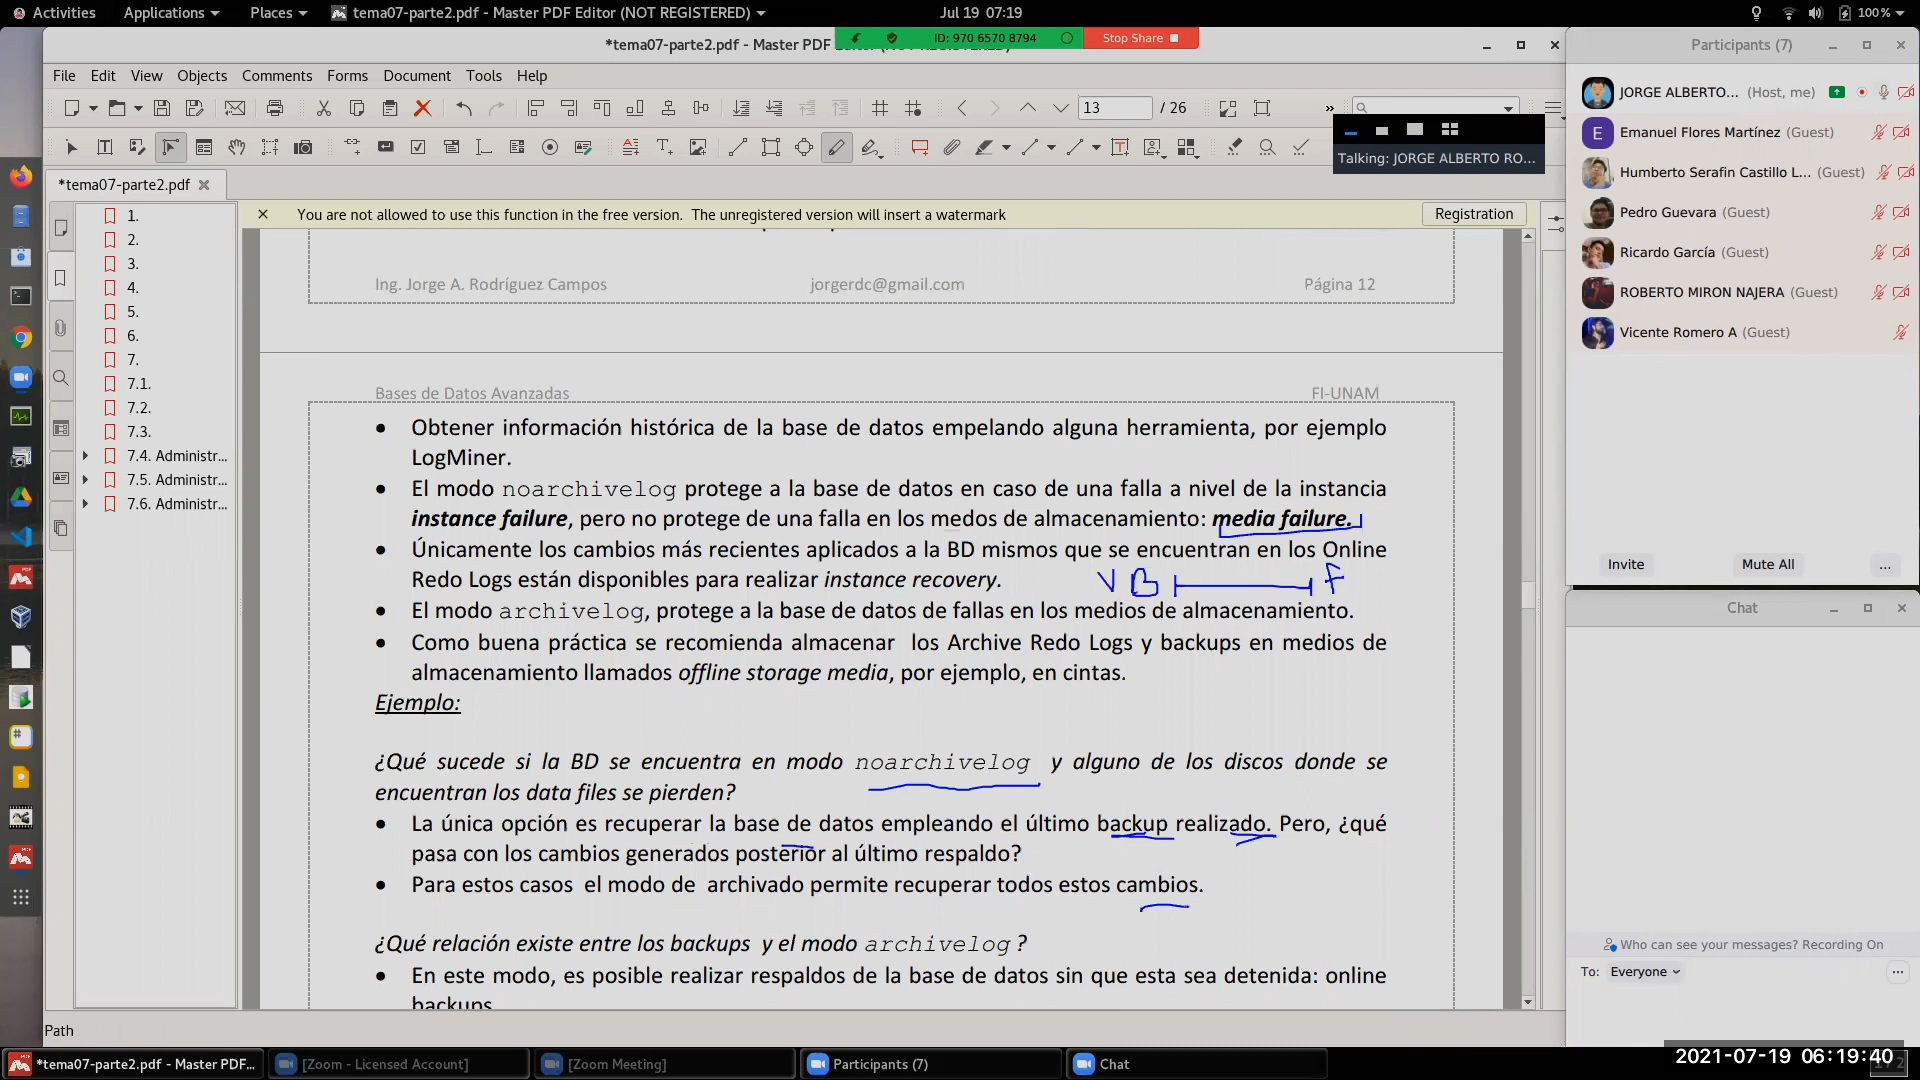 Activities
Applications
Places
tema07-parte2.pdf - Master PDF Editor (NOT REGISTERED)
Jul 19 07:19
100 %
*tema07-parte2.pdf - Master PDF
ID: 970 6570 8794
Stop Share
Participants (7)
File Edit View Objects Comments Forms Document Tools Help
13 / 26
»
Talking: JORGE ALBERTO RO...
*tema07-parte2.pdf
You are not allowed to use this function in the free version. The unregistered version will insert a watermark
Registration
1.
2.
3.
4.
5.
6.
7.
7.1.
7.2.
7.3.
7.4. Administr...
7.5. Administr...
7.6. Administr...
Ing. Jorge A. Rodríguez Campos jorgerdc@gmail.com Página 12
Bases de Datos Avanzadas FI-UNAM
• Obtener información histórica de la base de datos empelando alguna herramienta, por ejemplo
LogMiner.
• El modo noarchivelog protege a la base de datos en caso de una falla a nivel de la instancia
instance failure, pero no protege de una falla en los medos de almacenamiento: media failure.
• Únicamente los cambios más recientes aplicados a la BD mismos que se encuentran en los Online
Redo Logs están disponibles para realizar instance recovery.
V B F
• El modo archivelog, protege a la base de datos de fallas en los medios de almacenamiento.
• Como buena práctica se recomienda almacenar los Archive Redo Logs y backups en medios de
almacenamiento llamados offline storage media, por ejemplo, en cintas.
Ejemplo:
¿Qué sucede si la BD se encuentra en modo noarchivelog y alguno de los discos donde se
encuentran los data files se pierden?
• La única opción es recuperar la base de datos empleando el último backup realizado. Pero, ¿qué
pasa con los cambios generados posterior al último respaldo?
• Para estos casos el modo de archivado permite recuperar todos estos cambios.
¿Qué relación existe entre los backups y el modo archivelog ?
• En este modo, es posible realizar respaldos de la base de datos sin que esta sea detenida: online
backups.
Path
JORGE ALBERTO... (Host, me)
E Emanuel Flores Martínez (Guest)
Humberto Serafin Castillo L... (Guest)
Pedro Guevara (Guest)
Ricardo García (Guest)
ROBERTO MIRON NAJERA (Guest)
Vicente Romero A (Guest)
Invite
Mute All
...
Chat
Who can see your messages? Recording On
To: Everyone
*tema07-parte2.pdf - Master PDF...
[Zoom - Licensed Account]
[Zoom Meeting]
Participants (7)
Chat
2021-07-19 06:19:40